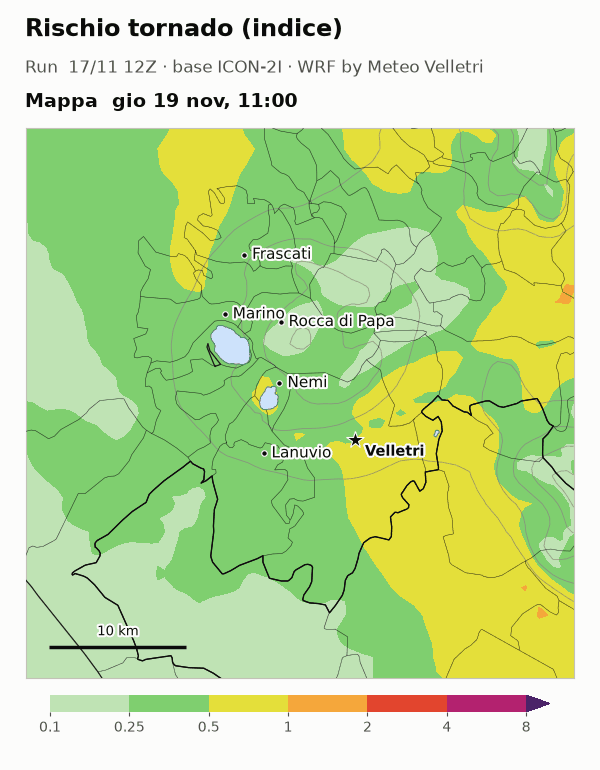 Rischio tornado (indice)
Run  17/11 12Z · base ICON-2I · WRF by Meteo Velletri
Mappa  gio 19 nov, 11:00
Frascati
Marino
Rocca di Papa
Nemi
Velletri
Lanuvio
10 km
0.1 0.25 0.5 1 2 4 8